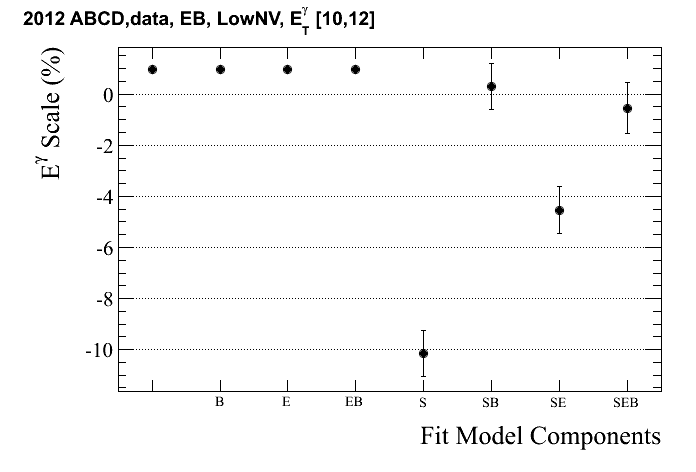 2012 ABCD,data, EB, LowNV, E_T^γ [10,12]
E^γ Scale (%)
0
-2
-4
-6
-8
-10
B E EB S SB SE SEB
Fit Model Components